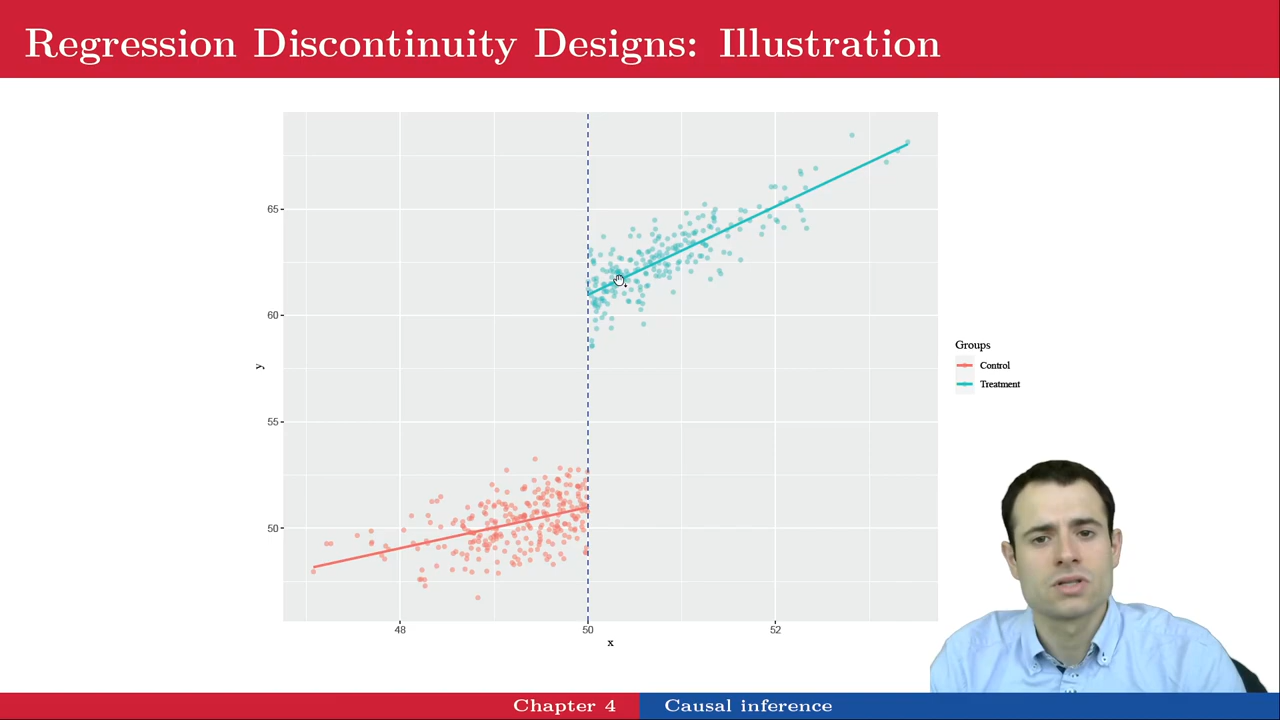 Regression Discontinuity Designs: Illustration
65
60
55
50
y
48
50
52
x
Groups
Control
Treatment
Chapter 4
Causal inference